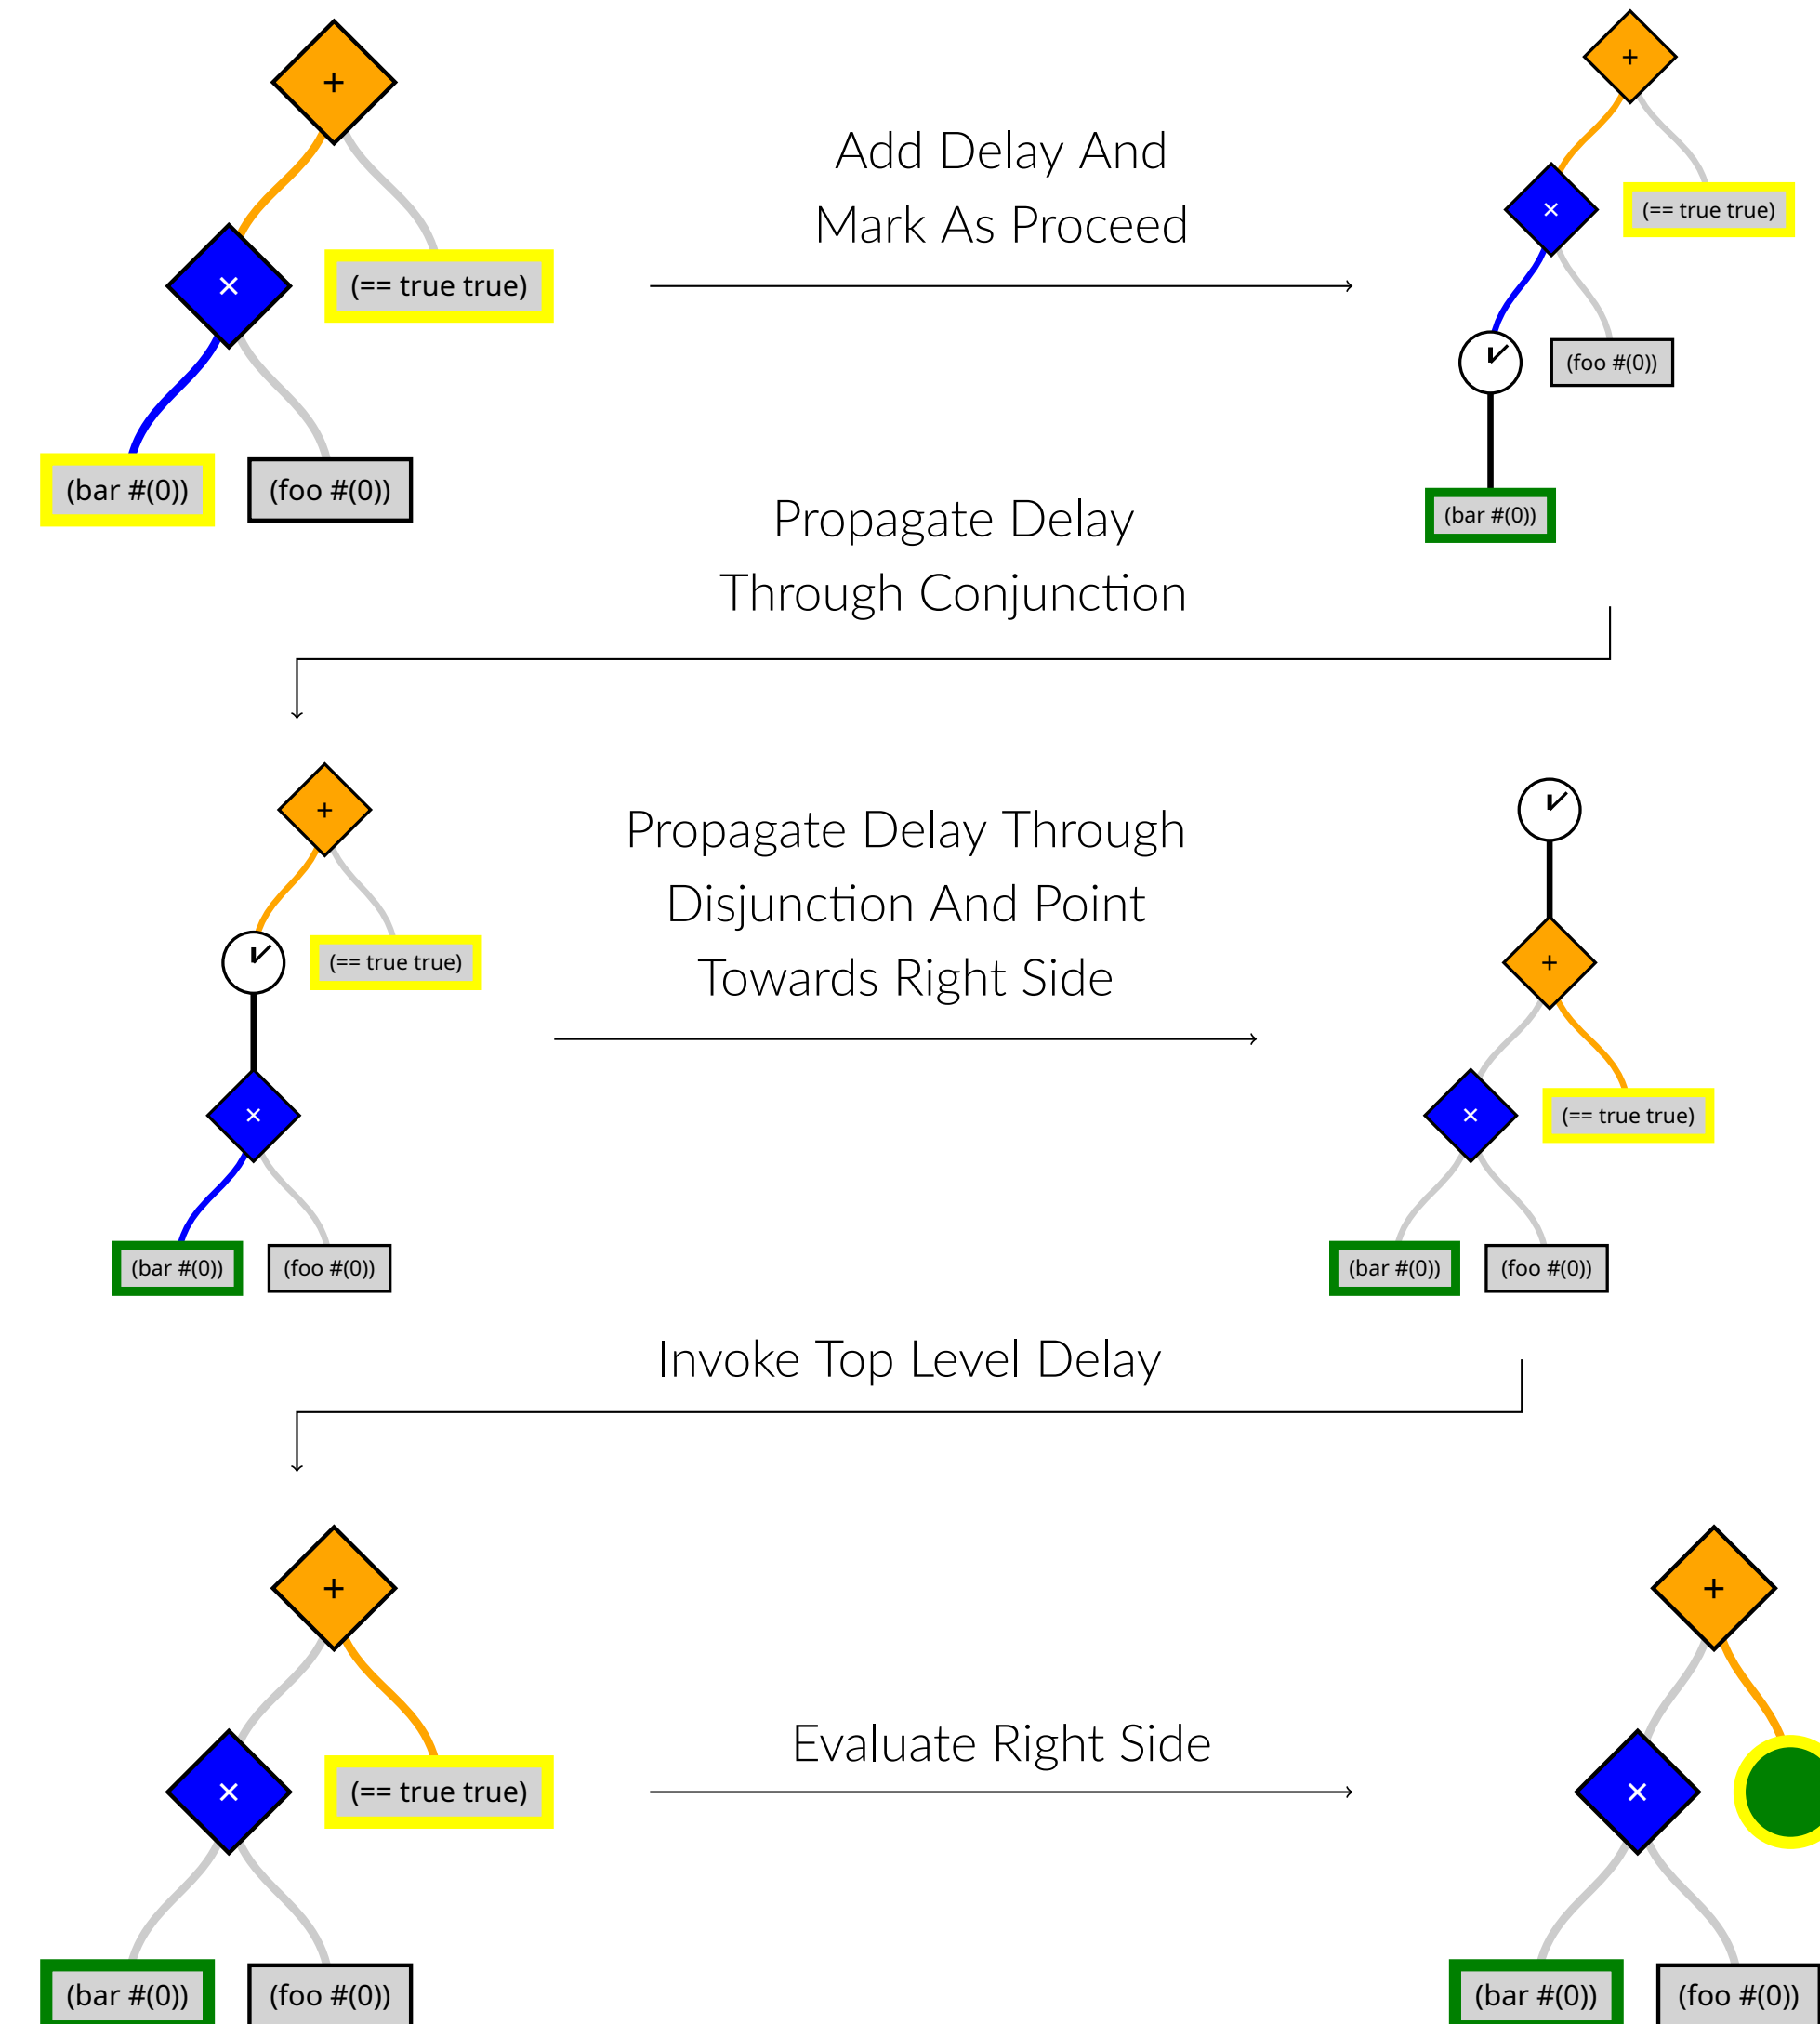 +
×
(== true true)
(bar #(0))
(foo #(0))
Add Delay And
Mark As Proceed
+
×
(== true true)
(foo #(0))
(bar #(0))
Propagate Delay
Through Conjunction
+
(== true true)
×
(bar #(0))
(foo #(0))
Propagate Delay Through
Disjunction And Point
Towards Right Side
+
×
(== true true)
(bar #(0))
(foo #(0))
Invoke Top Level Delay
+
×
(== true true)
(bar #(0))
(foo #(0))
Evaluate Right Side
+
×
(bar #(0))
(foo #(0))